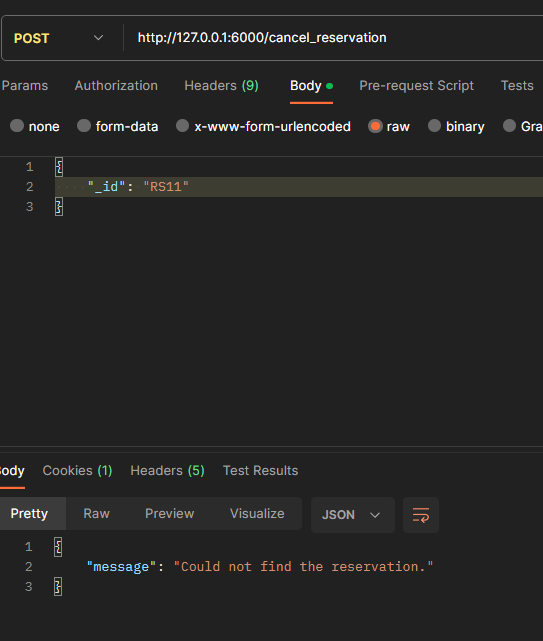 POST http://127.0.0.1:6000/cancel_reservation
Params Authorization Headers (9) Body Pre-request Script Tests
none form-data x-www-form-urlencoded raw binary Gra
1 {
2 "_id": "RS11"
3 }
Body Cookies (1) Headers (5) Test Results
Pretty Raw Preview Visualize JSON
1 {
2 "message": "Could not find the reservation."
3 }